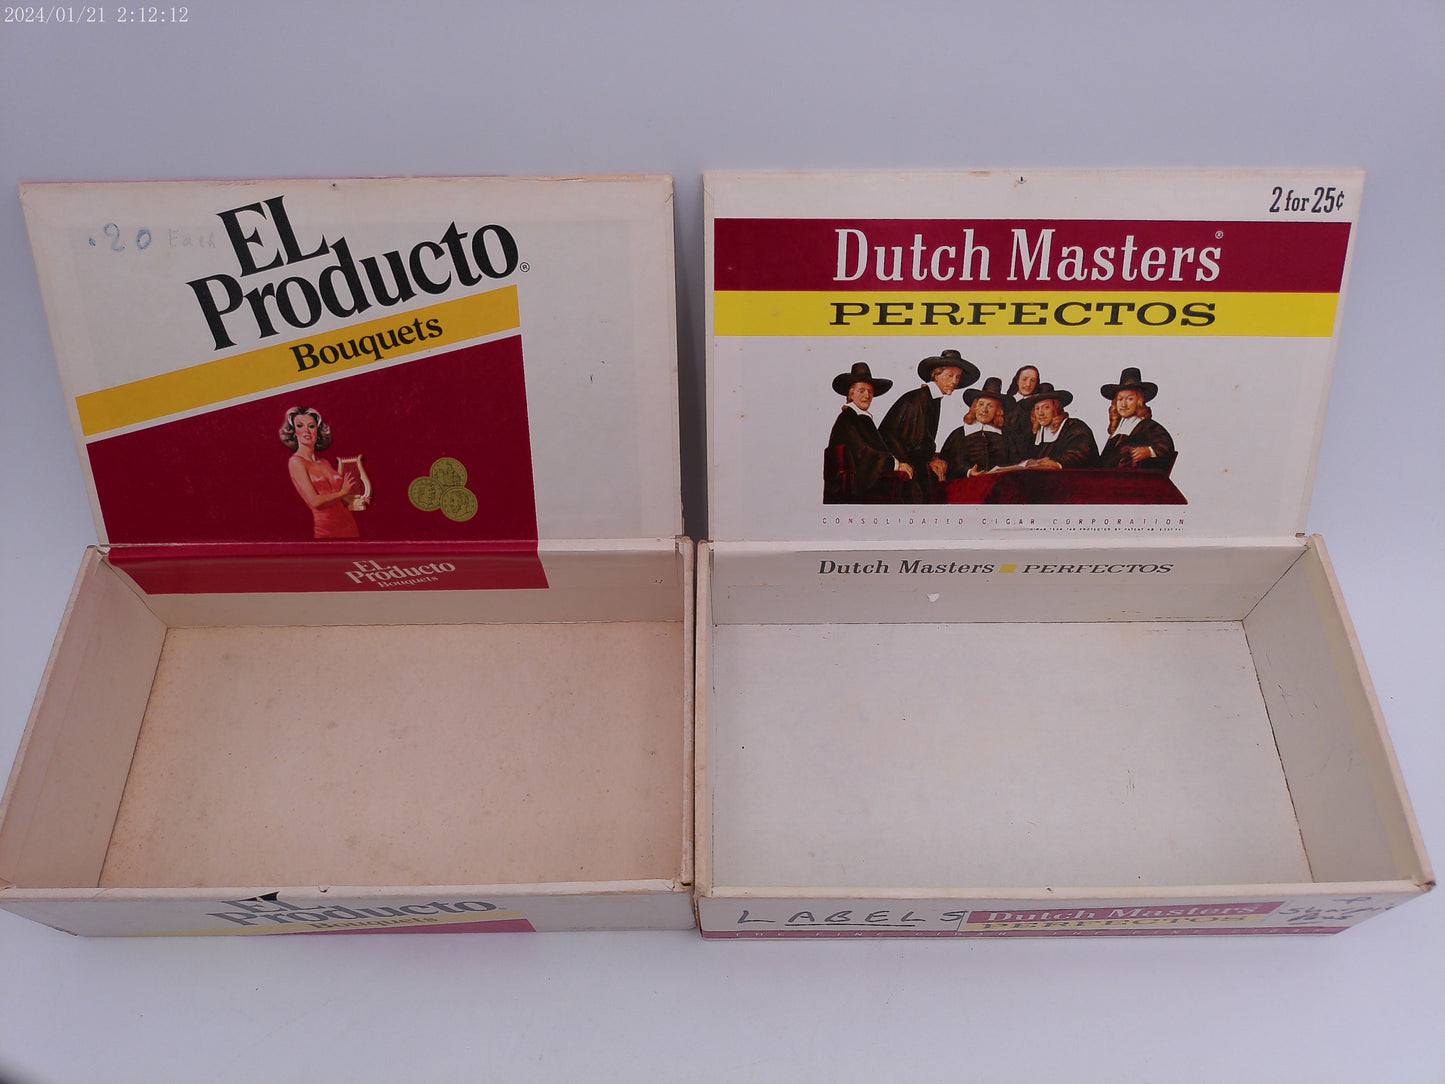 2024/01/21 2:12:12
.20 Each
EL
Producto®
Bouquets
EL
Producto
Bouquets
EL
Producto
Bouquets
2 for 25¢
Dutch Masters®
PERFECTOS
CONSOLIDATED CIGAR CORPORATION
Dutch Masters PERFECTOS
LABELS
Dutch Masters
PERFECTOS